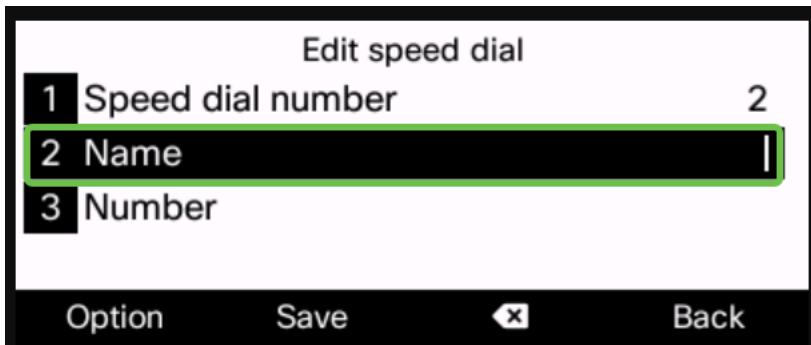 Edit speed dial
1 Speed dial number 2
2 Name
3 Number
Option Save Back